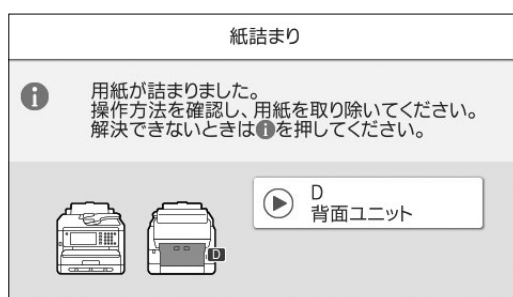 紙詰まり
用紙が詰まりました。
操作方法を確認し、用紙を取り除いてください。
解決できないときはiを押してください。
D
背面ユニット
D